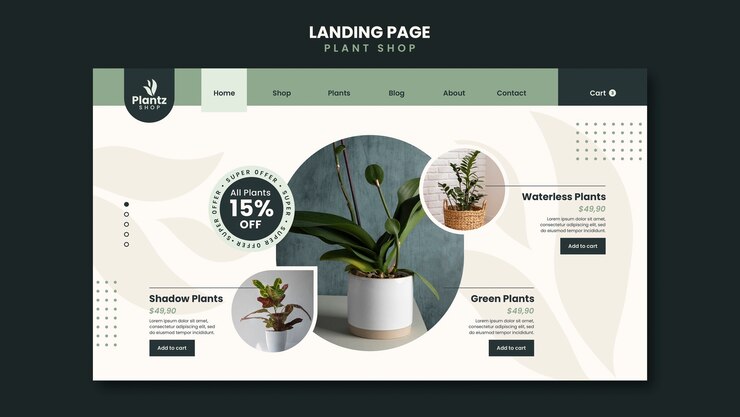 LANDING PAGE
PLANT SHOP
Plantz
SHOP
Home
Shop
Plants
Blog
About
Contact
Cart 3
SUPER OFFER • SUPER OFFER • SUPER OFFER • SUPER OFFER •
All Plants
15%
OFF
Waterless Plants
$49,90
Lorem ipsum dolor sit amet,
consectetur adipiscing elit, sed
do eiusmod tempor incididunt.
Add to cart
Shadow Plants
$49,90
Lorem ipsum dolor sit amet,
consectetur adipiscing elit, sed
do eiusmod tempor incididunt.
Add to cart
Green Plants
$49,90
Lorem ipsum dolor sit amet,
consectetur adipiscing elit, sed
do eiusmod tempor incididunt.
Add to cart